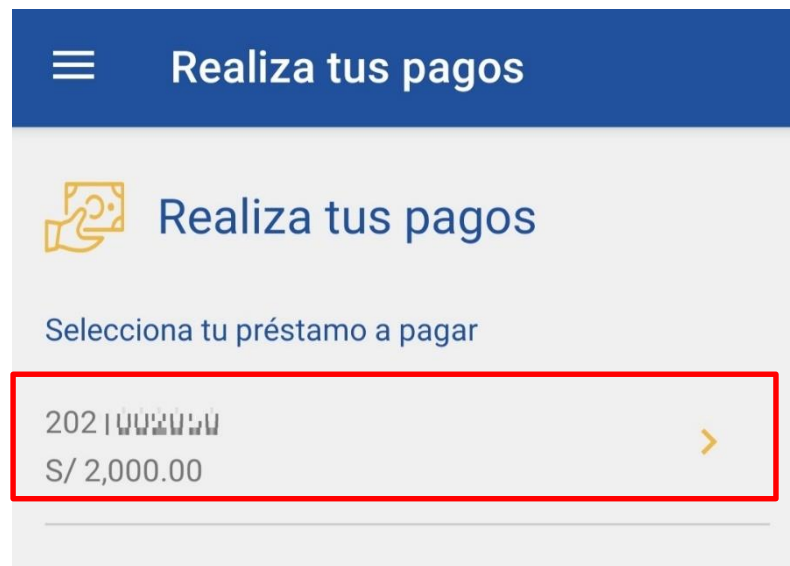 Realiza tus pagos
Realiza tus pagos
Selecciona tu préstamo a pagar
202
S/ 2,000.00